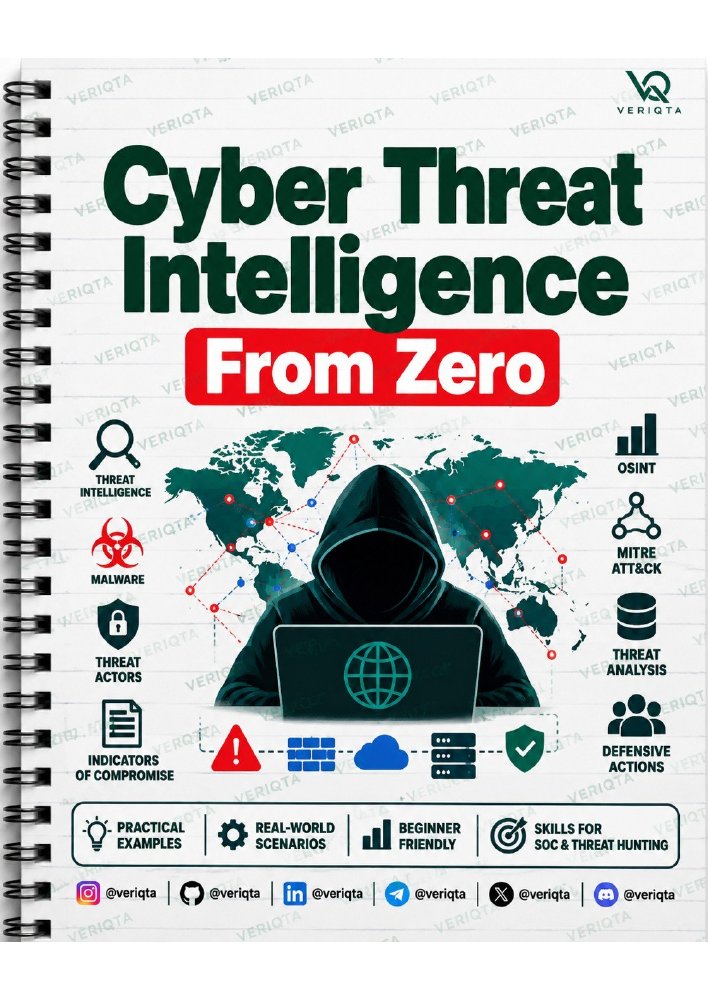 VERIQTA
Cyber Threat
Intelligence
From Zero
THREAT
INTELLIGENCE
MALWARE
THREAT
ACTORS
INDICATORS
OF COMPROMISE
OSINT
MITRE
ATT&CK
THREAT
ANALYSIS
DEFENSIVE
ACTIONS
PRACTICAL
EXAMPLES
REAL-WORLD
SCENARIOS
BEGINNER
FRIENDLY
SKILLS FOR
SOC & THREAT HUNTING
@veriqta
@veriqta
@veriqta
@veriqta
@veriqta
@veriqta